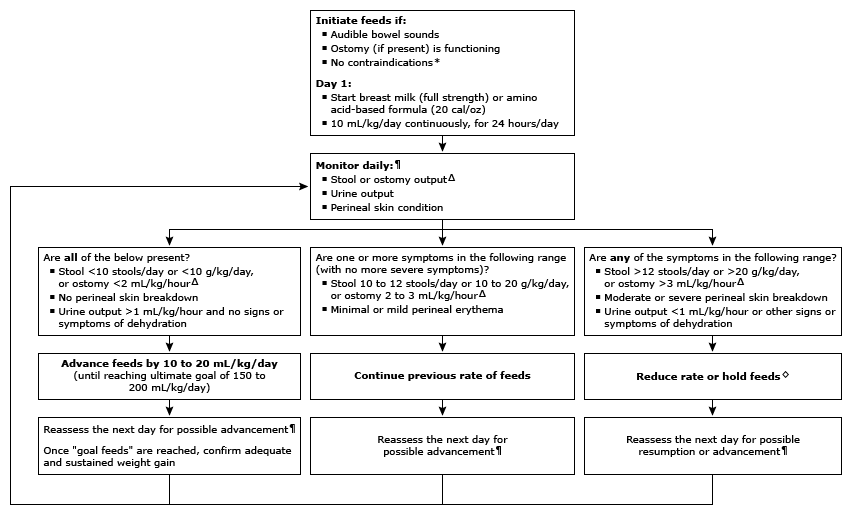 Initiate feeds if:
▪ Audible bowel sounds
▪ Ostomy (if present) is functioning
▪ No contraindications*
Day 1:
▪ Start breast milk (full strength) or amino
acid-based formula (20 cal/oz)
▪ 10 mL/kg/day continuously, for 24 hours/day
Monitor daily:¶
▪ Stool or ostomy outputΔ
▪ Urine output
▪ Perineal skin condition
Are all of the below present?
▪ Stool <10 stools/day or <10 g/kg/day,
or ostomy <2 mL/kg/hourΔ
▪ No perineal skin breakdown
▪ Urine output >1 mL/kg/hour and no signs or
symptoms of dehydration
Are one or more symptoms in the following range
(with no more severe symptoms)?
▪ Stool 10 to 12 stools/day or 10 to 20 g/kg/day,
or ostomy 2 to 3 mL/kg/hourΔ
▪ Minimal or mild perineal erythema
Are any of the symptoms in the following range?
▪ Stool >12 stools/day or >20 g/kg/day,
or ostomy >3 mL/kg/hourΔ
▪ Moderate or severe perineal skin breakdown
▪ Urine output <1 mL/kg/hour or other signs or
symptoms of dehydration
Advance feeds by 10 to 20 mL/kg/day
(until reaching ultimate goal of 150 to
200 mL/kg/day)
Continue previous rate of feeds
Reduce rate or hold feeds◇
Reassess the next day for possible advancement¶
Once "goal feeds" are reached, confirm adequate
and sustained weight gain
Reassess the next day for
possible advancement¶
Reassess the next day for possible
resumption or advancement¶